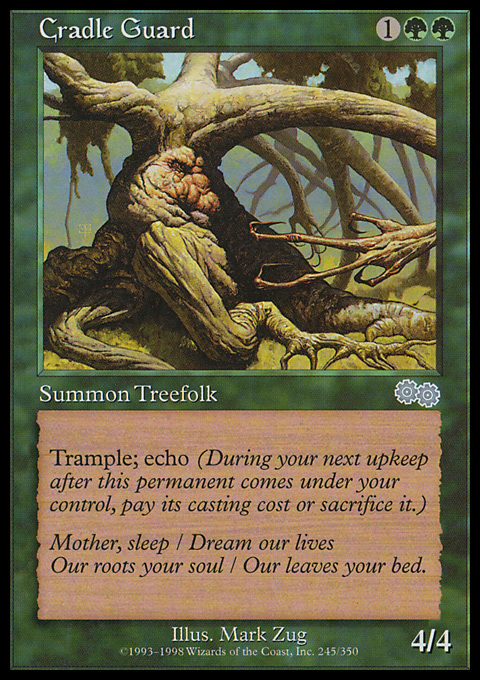 Cradle Guard 1
Summon Treefolk
Trample; echo (During your next upkeep
after this permanent comes under your
control, pay its casting cost or sacrifice it.)
Mother, sleep / Dream our lives
Our roots your soul / Our leaves your bed.
Illus. Mark Zug
©1993-1998 Wizards of the Coast, Inc. 245/350
4/4